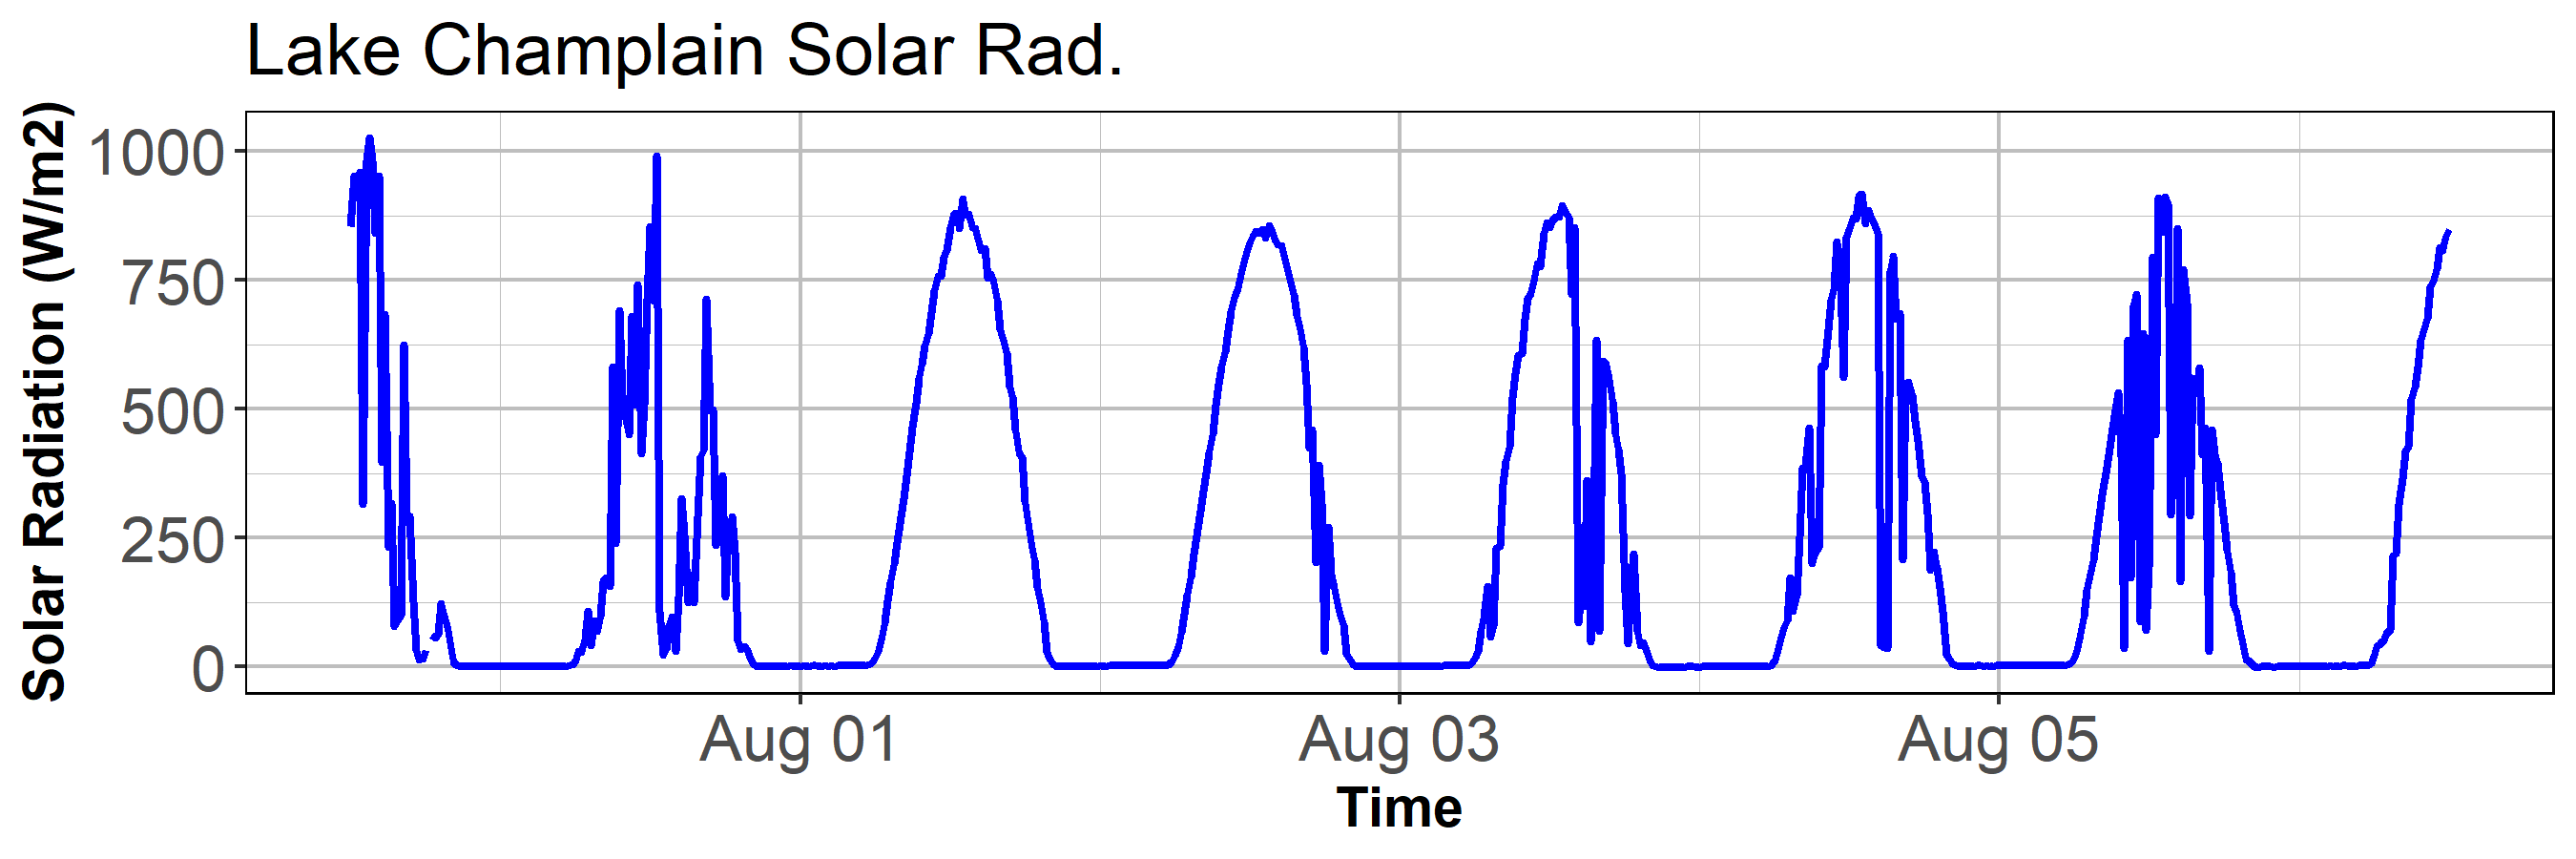 Lake Champlain Solar Rad.
Solar Radiation (W/m2)
1000
750
500
250
0
Aug 01
Aug 03
Aug 05
Time